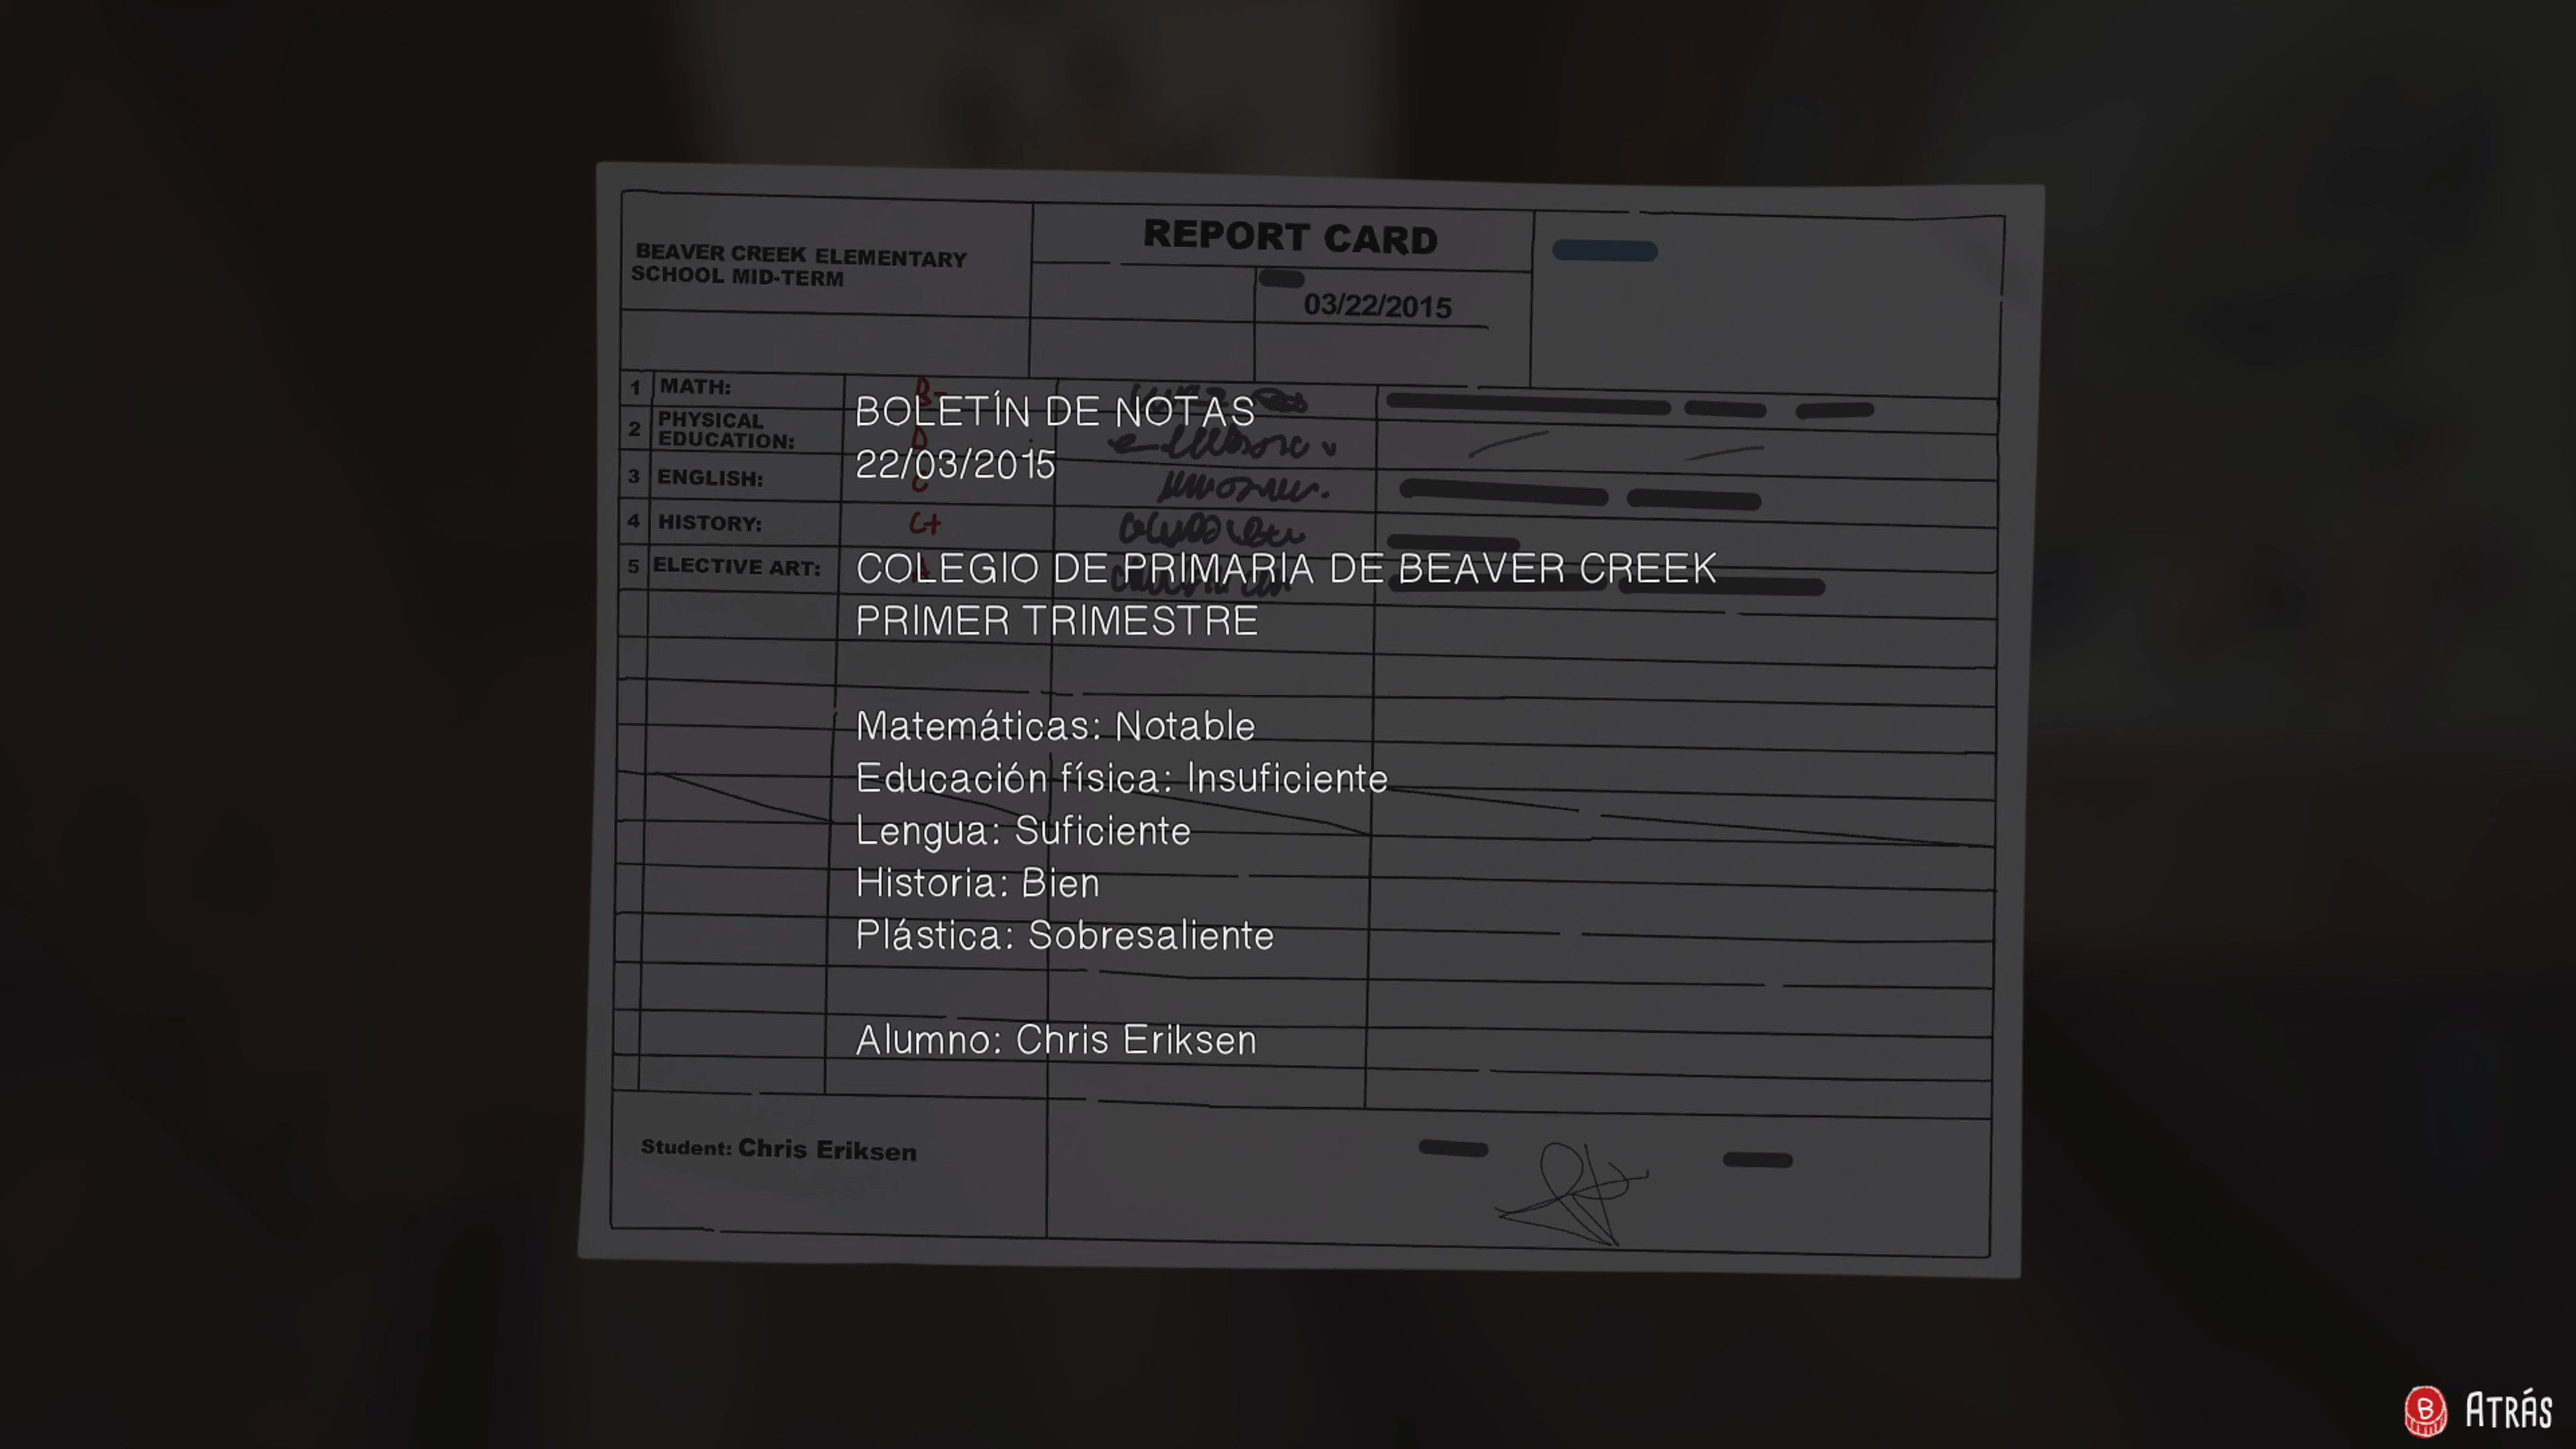 REPORT CARD
BEAVER CREEK ELEMENTARY
SCHOOL MID-TERM
03/22/2015
1 MATH: B-
2 PHYSICAL
EDUCATION: D
3 ENGLISH: C
4 HISTORY: C+
5 ELECTIVE ART:
BOLETÍN DE NOTAS
22/03/2015
COLEGIO DE PRIMARIA DE BEAVER CREEK
PRIMER TRIMESTRE
Matemáticas: Notable
Educación física: Insuficiente
Lengua: Suficiente
Historia: Bien
Plástica: Sobresaliente
Alumno: Chris Eriksen
Student: Chris Eriksen
B ATRÁS